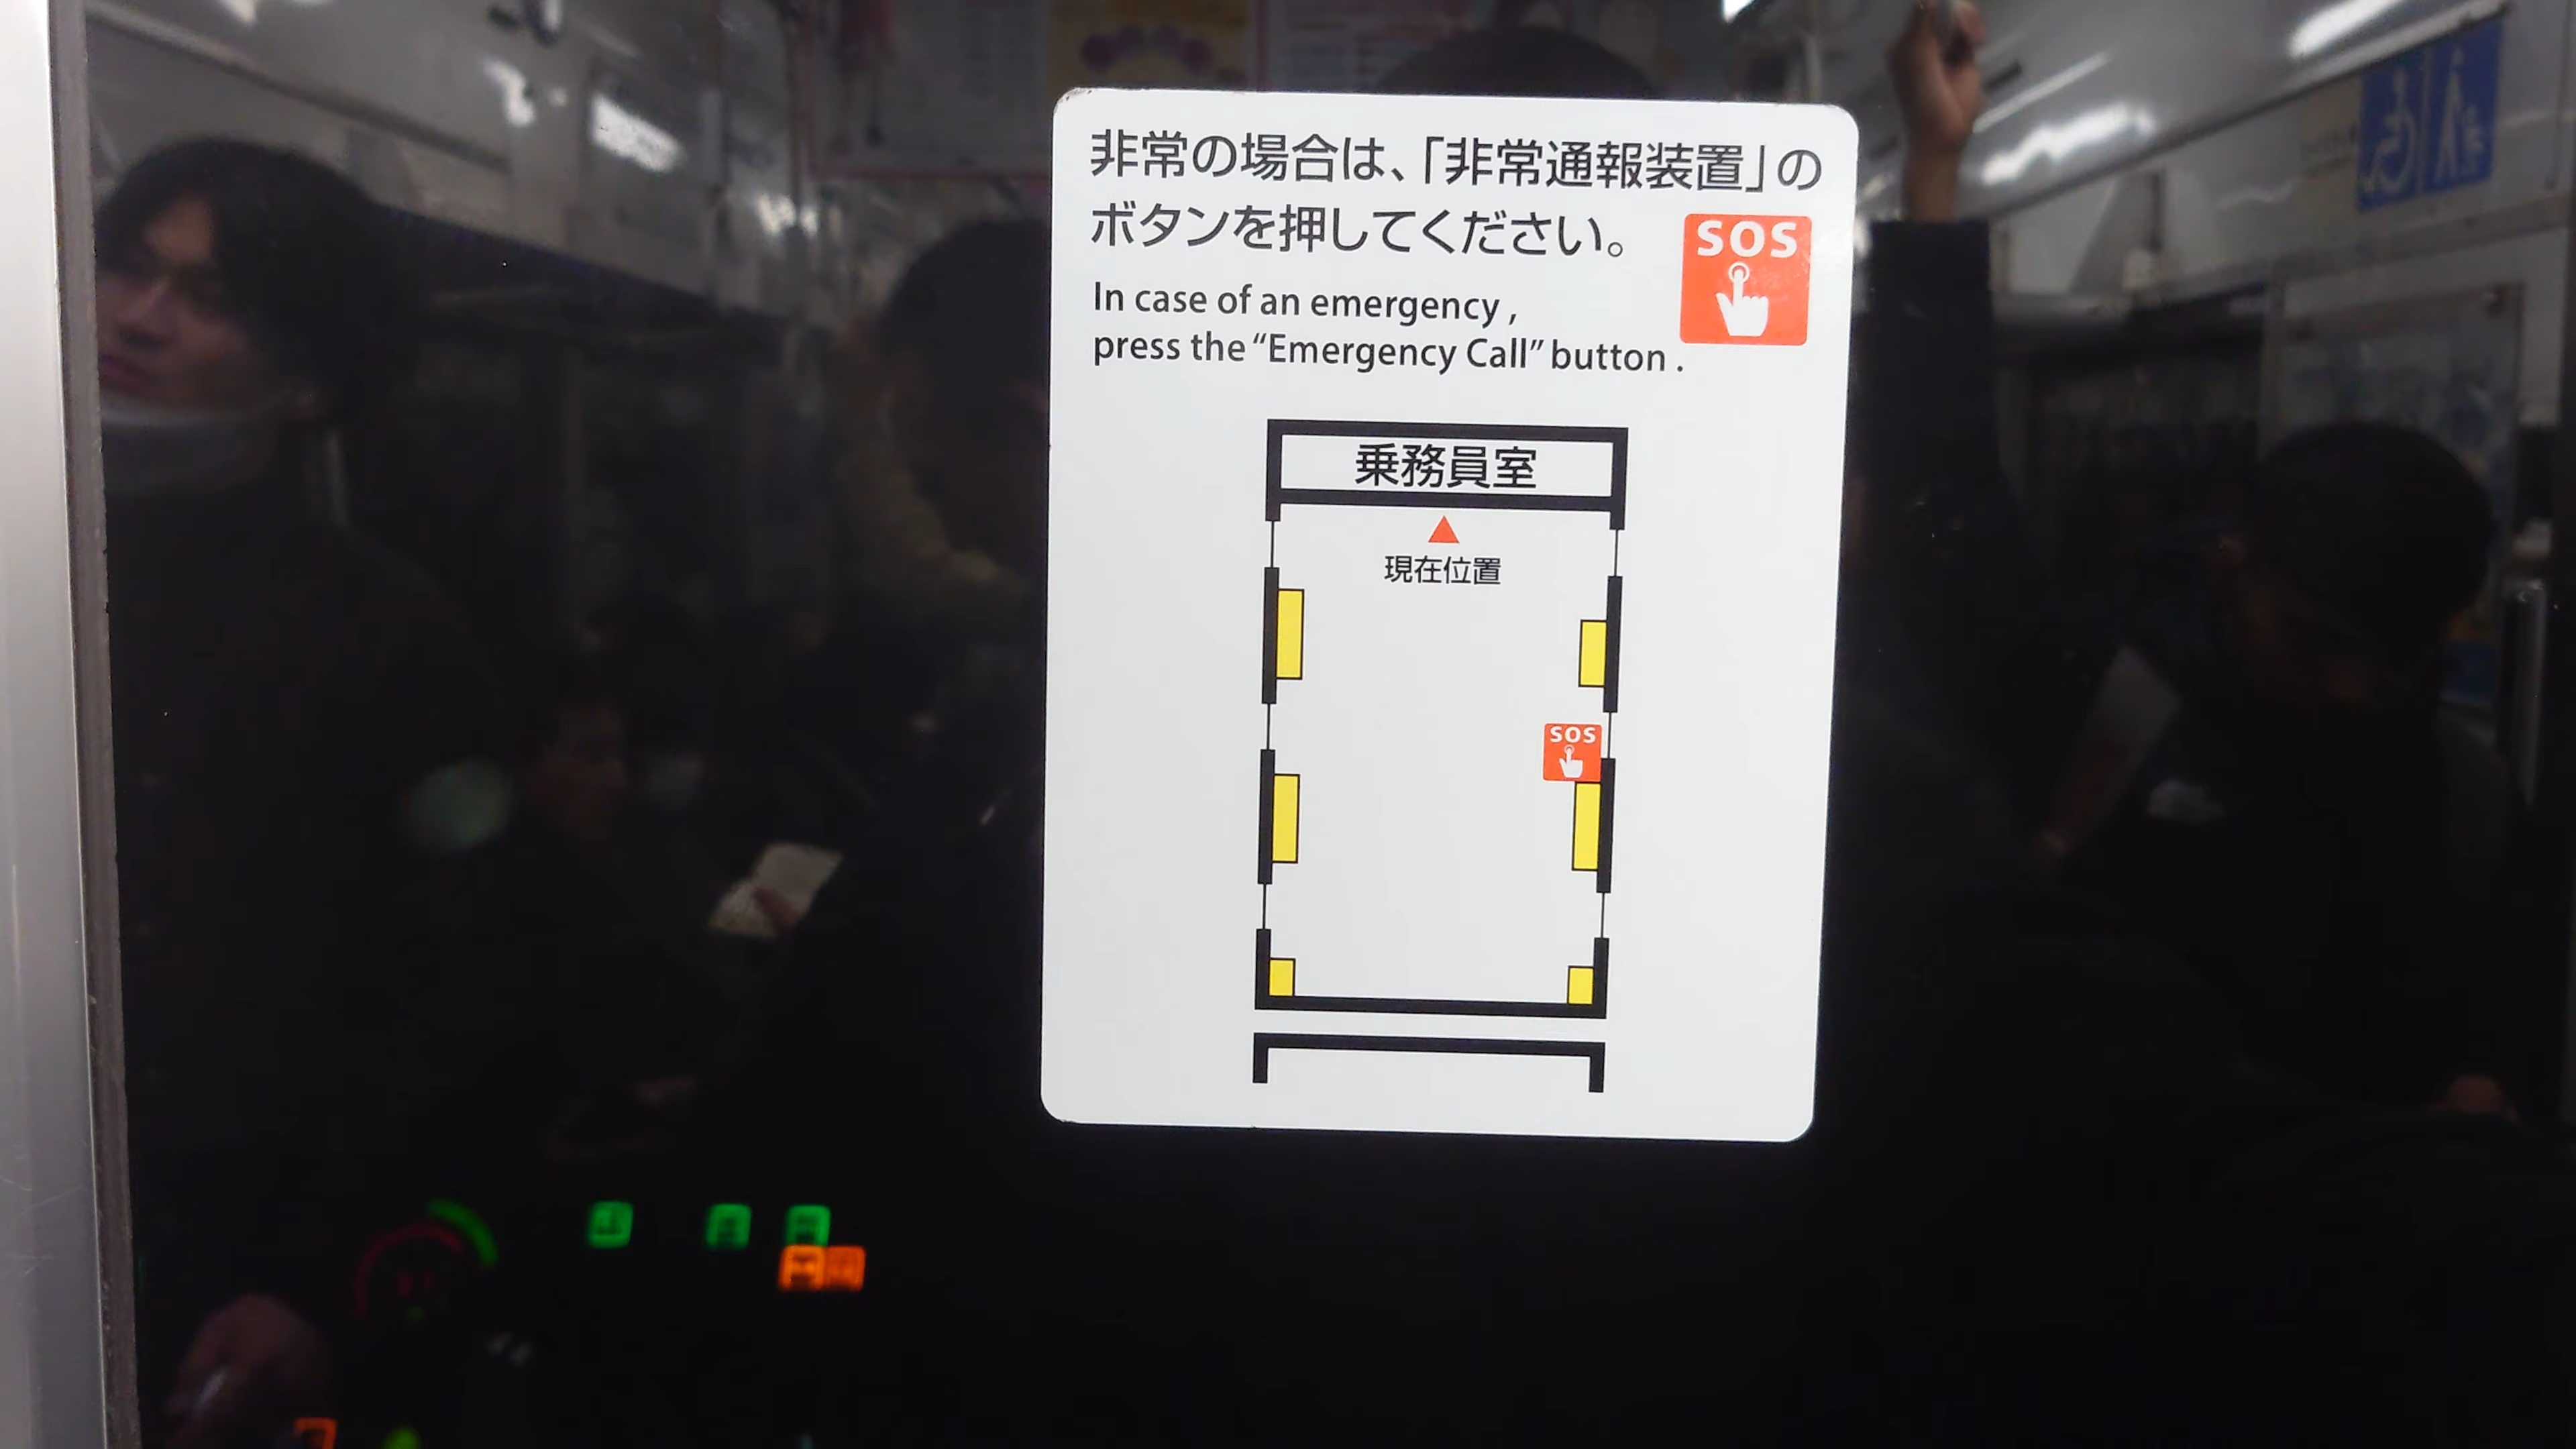 非常の場合は、「非常通報装置」の
ボタンを押してください。
SOS
In case of an emergency ,
press the “Emergency Call” button .
乗務員室
現在位置
SOS